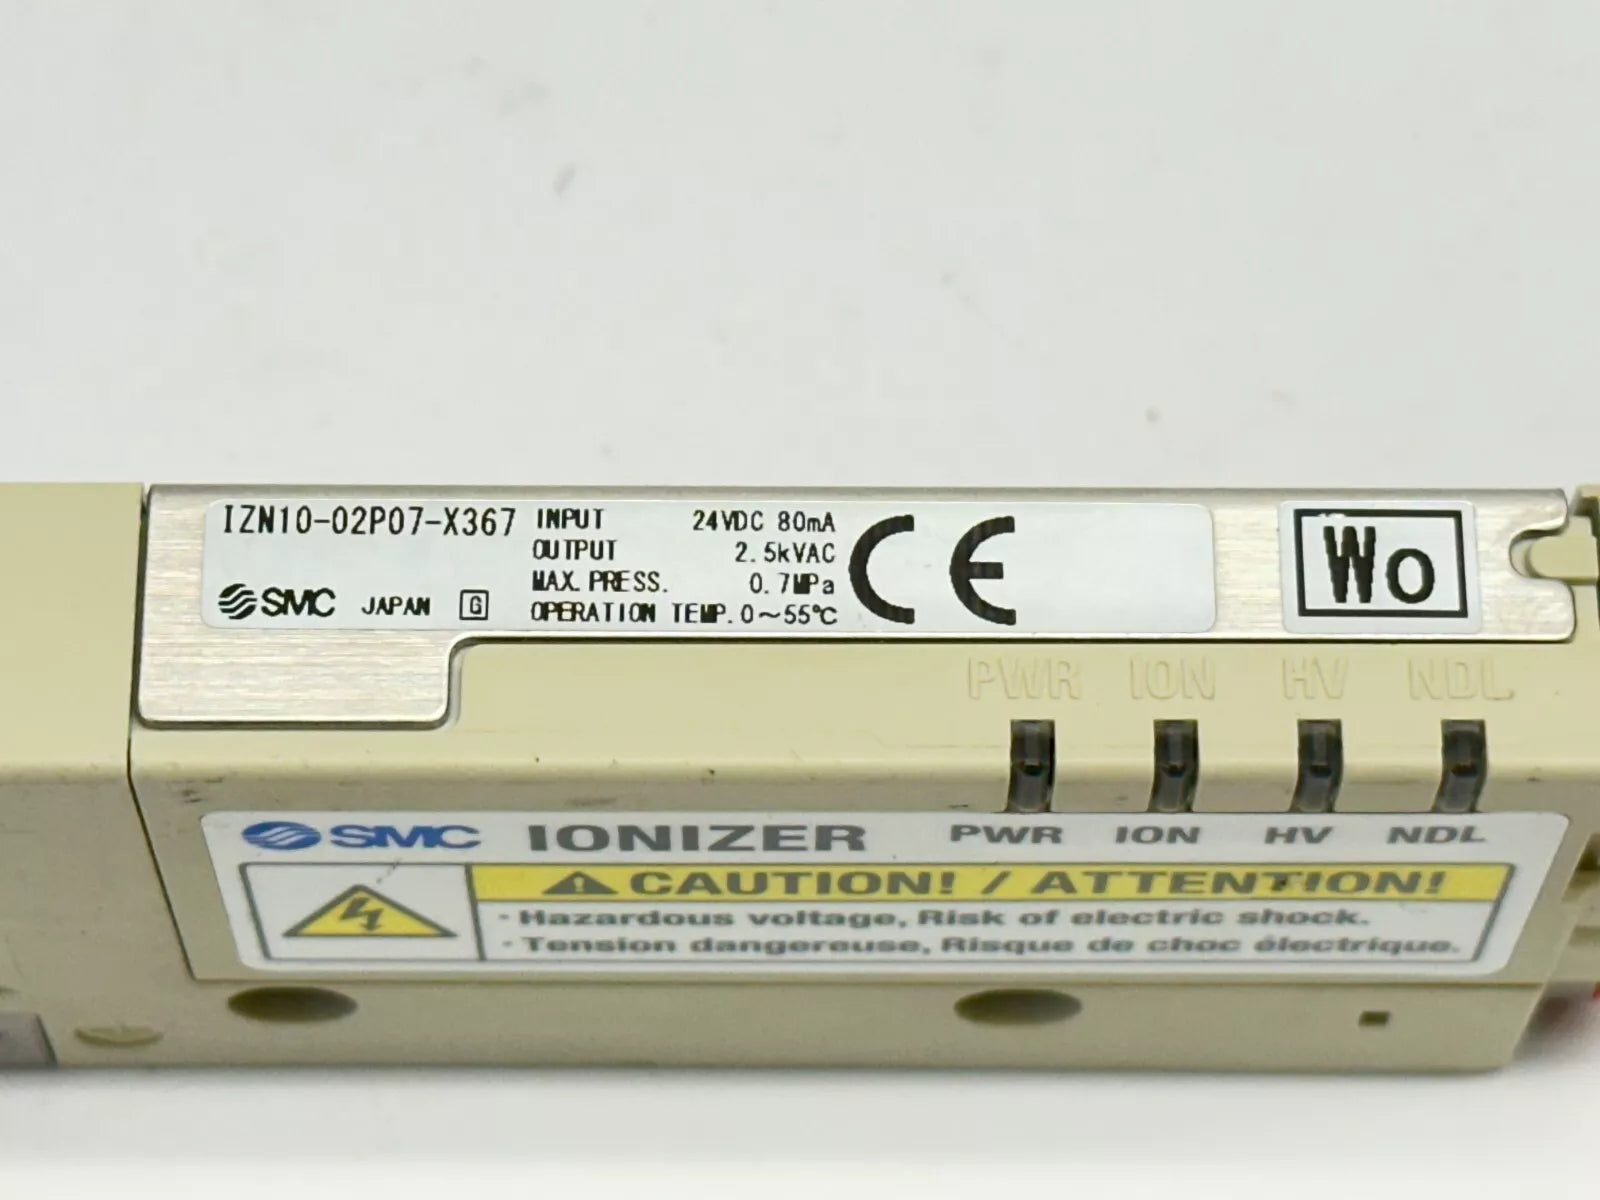 IZN10-02P07-X367
SMC JAPAN G
INPUT 24VDC 80mA
OUTPUT 2.5kVAC
MAX. PRESS. 0.7MPa
OPERATION TEMP. 0～55℃
CE
Wo
PWR ION HV NDL
SMC IONIZER PWR ION HV NDL
CAUTION! / ATTENTION!
·Hazardous voltage, Risk of electric shock.
·Tension dangereuse, Risque de choc électrique.